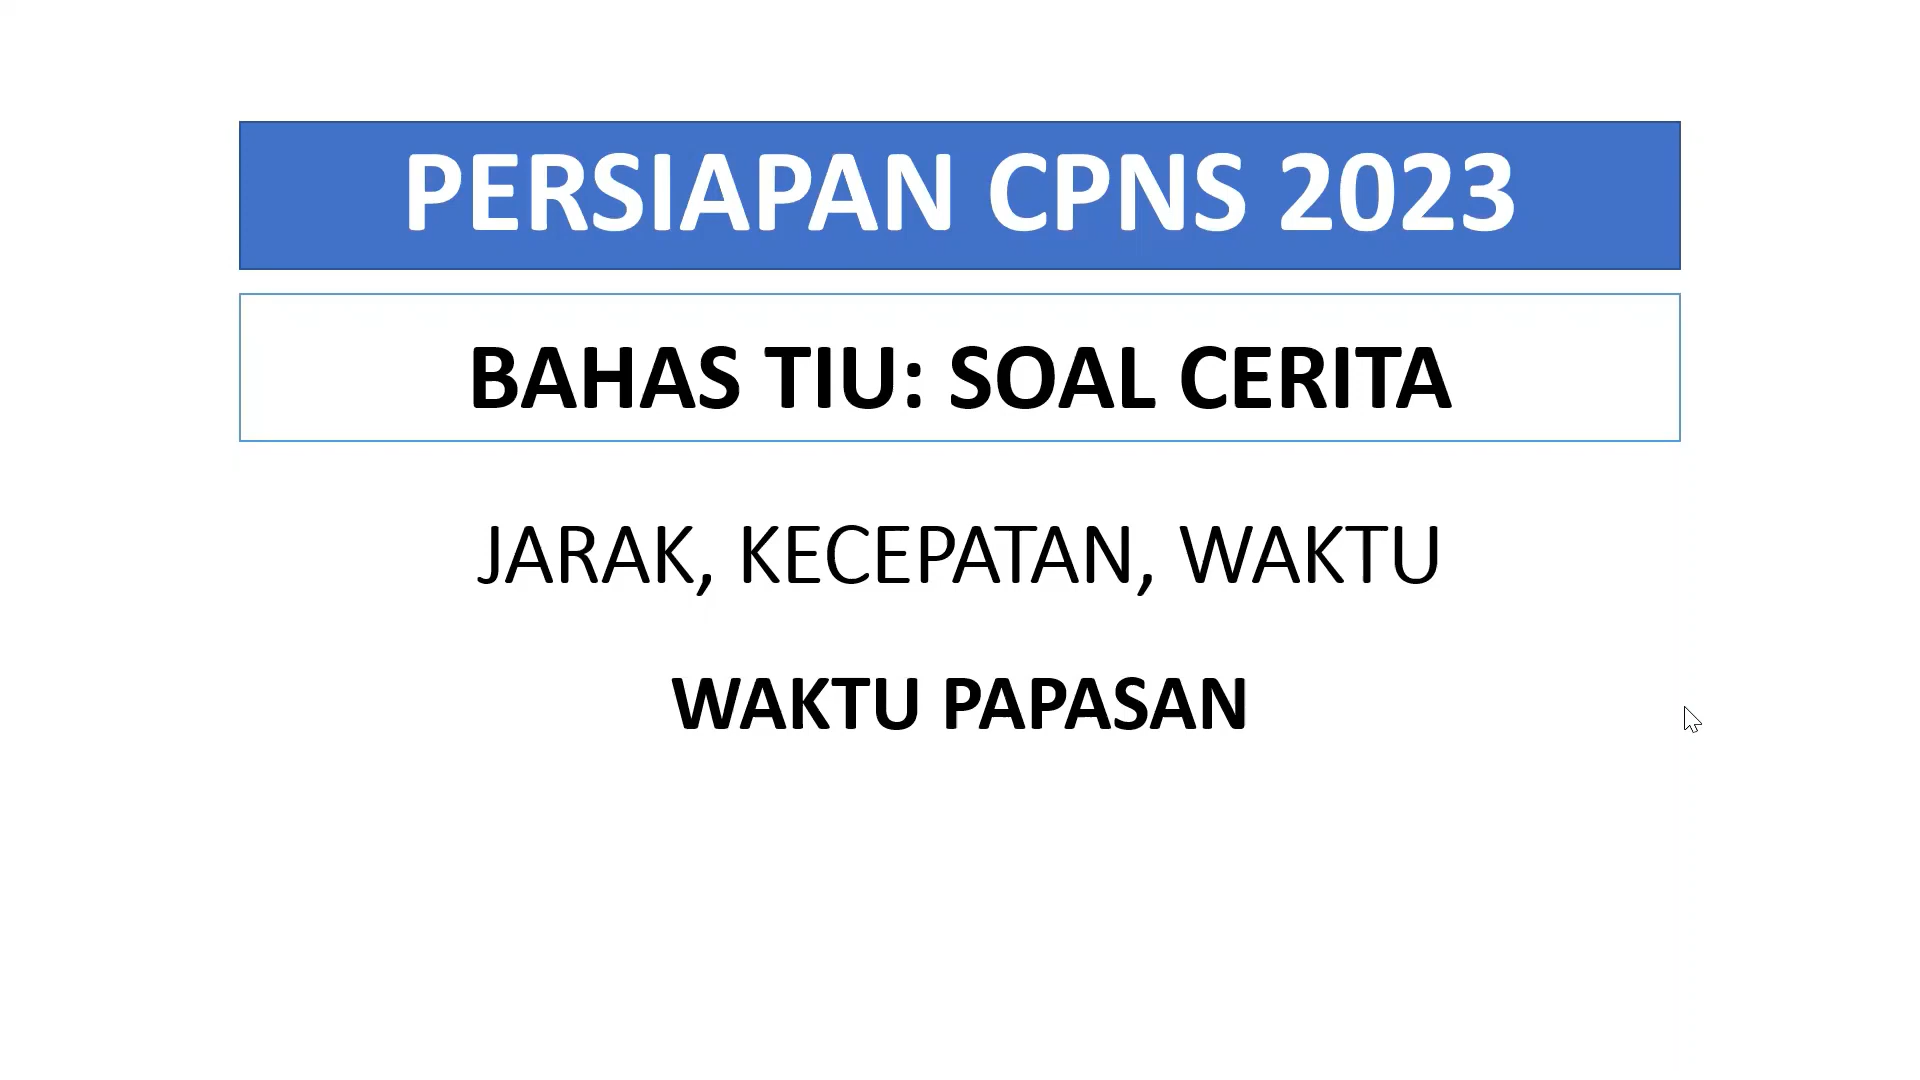 PERSIAPAN CPNS 2023
BAHAS TIU: SOAL CERITA
JARAK, KECEPATAN, WAKTU
WAKTU PAPASAN